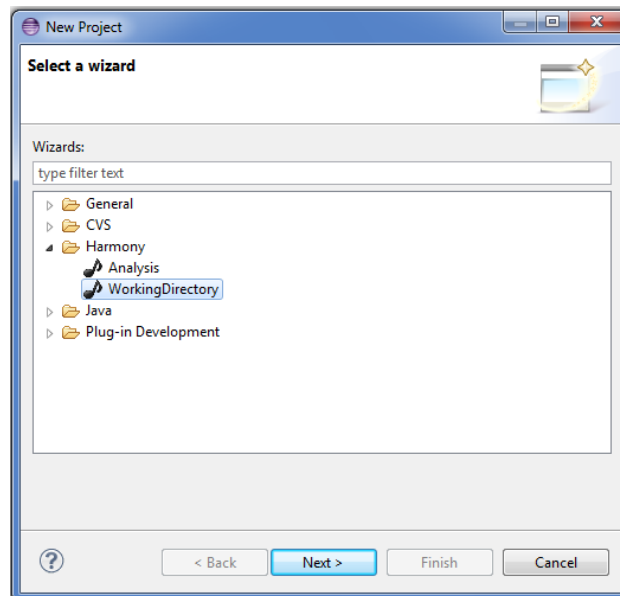 New Project
Select a wizard
Wizards:
type filter text
General
CVS
Harmony
Analysis
WorkingDirectory
Java
Plug-in Development
? < Back Next > Finish Cancel